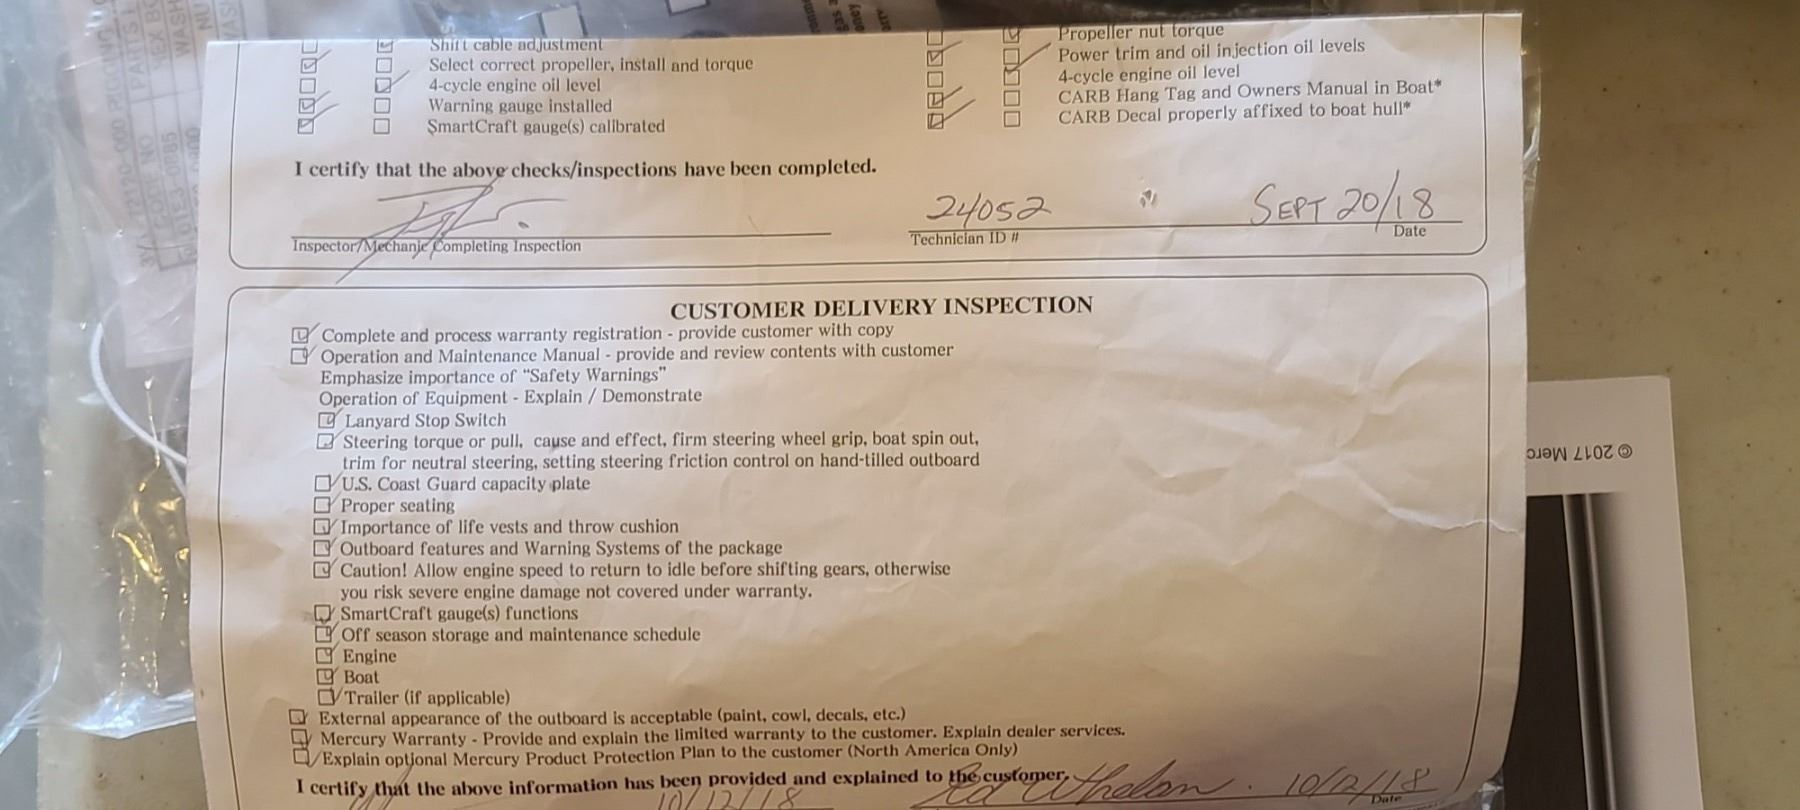 Shift cable adjustment
Select correct propeller, install and torque
4-cycle engine oil level
Warning gauge installed
SmartCraft gauge(s) calibrated
Propeller nut torque
Power trim and oil injection oil levels
4-cycle engine oil level
CARB Hang Tag and Owners Manual in Boat*
CARB Decal properly affixed to boat hull*
I certify that the above checks/inspections have been completed.
24052
SEPT 20/18
Inspector/Mechanic Completing Inspection
Technician ID #
Date
CUSTOMER DELIVERY INSPECTION
Complete and process warranty registration - provide customer with copy
Operation and Maintenance Manual - provide and review contents with customer
Emphasize importance of “Safety Warnings”
Operation of Equipment - Explain / Demonstrate
Lanyard Stop Switch
Steering torque or pull, cause and effect, firm steering wheel grip, boat spin out,
trim for neutral steering, setting steering friction control on hand-tilled outboard
U.S. Coast Guard capacity plate
Proper seating
Importance of life vests and throw cushion
Outboard features and Warning Systems of the package
Caution! Allow engine speed to return to idle before shifting gears, otherwise
you risk severe engine damage not covered under warranty.
SmartCraft gauge(s) functions
Off season storage and maintenance schedule
Engine
Boat
Trailer (if applicable)
External appearance of the outboard is acceptable (paint, cowl, decals, etc.)
Mercury Warranty - Provide and explain the limited warranty to the customer. Explain dealer services.
Explain optional Mercury Product Protection Plan to the customer (North America Only)
I certify that the above information has been provided and explained to the customer.
10/12/18
Whelan
Date
© 2017 Merc